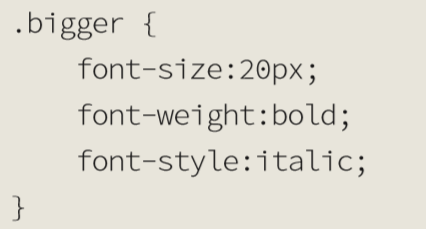 .bigger {
    font-size:20px;
    font-weight:bold;
    font-style:italic;
}